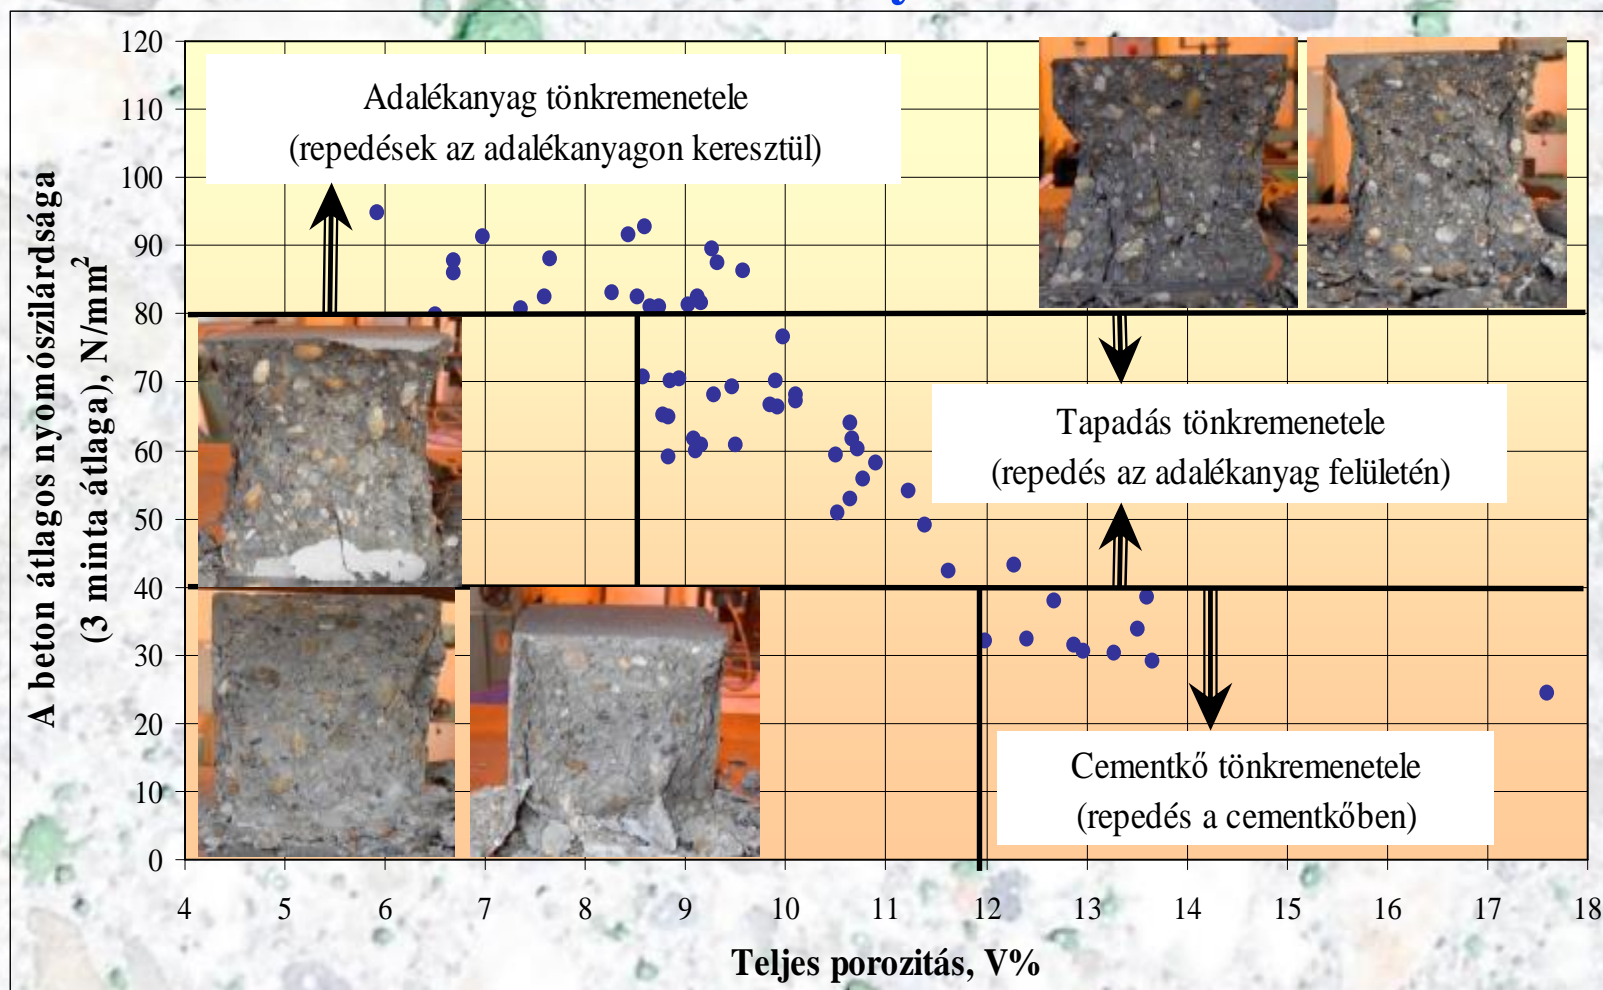 120
110
100
90
80
70
60
50
40
30
20
10
0
A beton átlagos nyomószilárdsága
(3 minta átlaga), N/mm²
Adalékanyag tönkremenetele
(repedések az adalékanyagon keresztül)
Tapadás tönkremenetele
(repedés az adalékanyag felületén)
Cementkő tönkremenetele
(repedés a cementkőben)
4 5 6 7 8 9 10 11 12 13 14 15 16 17 18
Teljes porozitás, V%